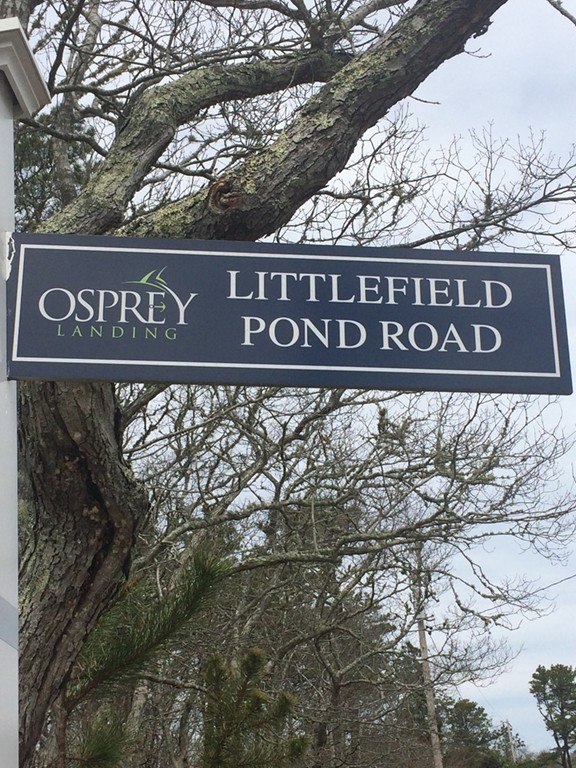 OSPREY
LANDING
LITTLEFIELD
POND ROAD